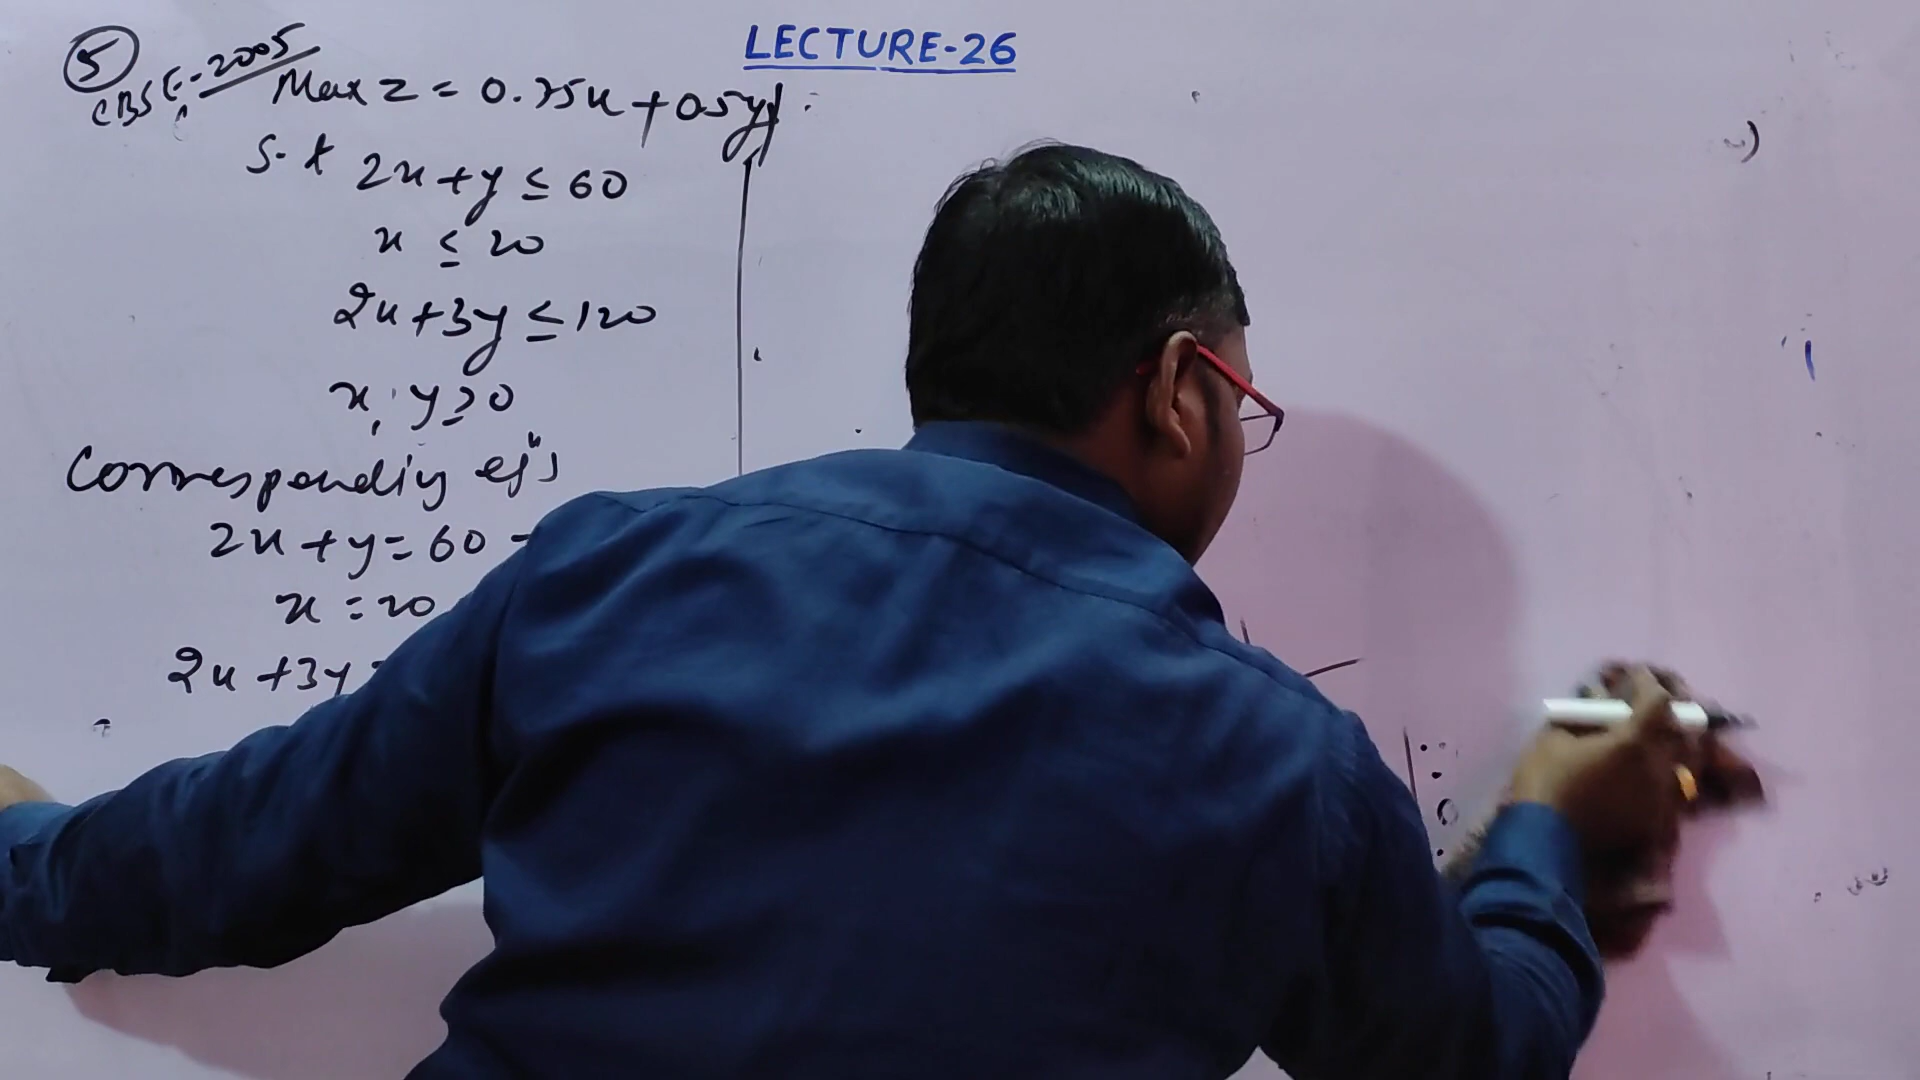 LECTURE-26
5
CBSE-2005
Max z = 0.75x + 0.5y
S.t 2x + y ≤ 60
x ≤ 20
2x + 3y ≤ 120
x, y ≥ 0
Corresponding eqⁿs
2x + y = 60 -
x = 20
2x + 3y =